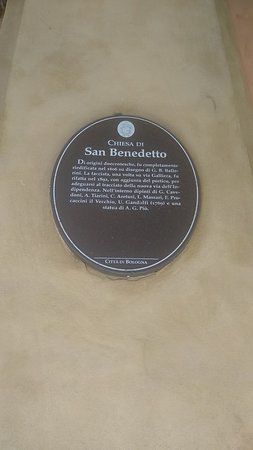 CHIESA DI
San Benedetto
Di origini duecentesche, fu completamente
riedificata nel 1606 su disegno di G. B. Balle-
rini. La facciata, una volta su via Galliera, fu
rifatta nel 1892, con aggiunta del portico, per
adeguarsi al tracciato della nuova via dell'In-
dipendenza. Nell'interno dipinti di G. Cave-
doni, A. Tiarini, C. Aretusi, L. Massari, E. Pro-
caccini il Vecchio, U. Gandolfi (1769) e una
statua di A. G. Piò.
CITTÀ DI BOLOGNA